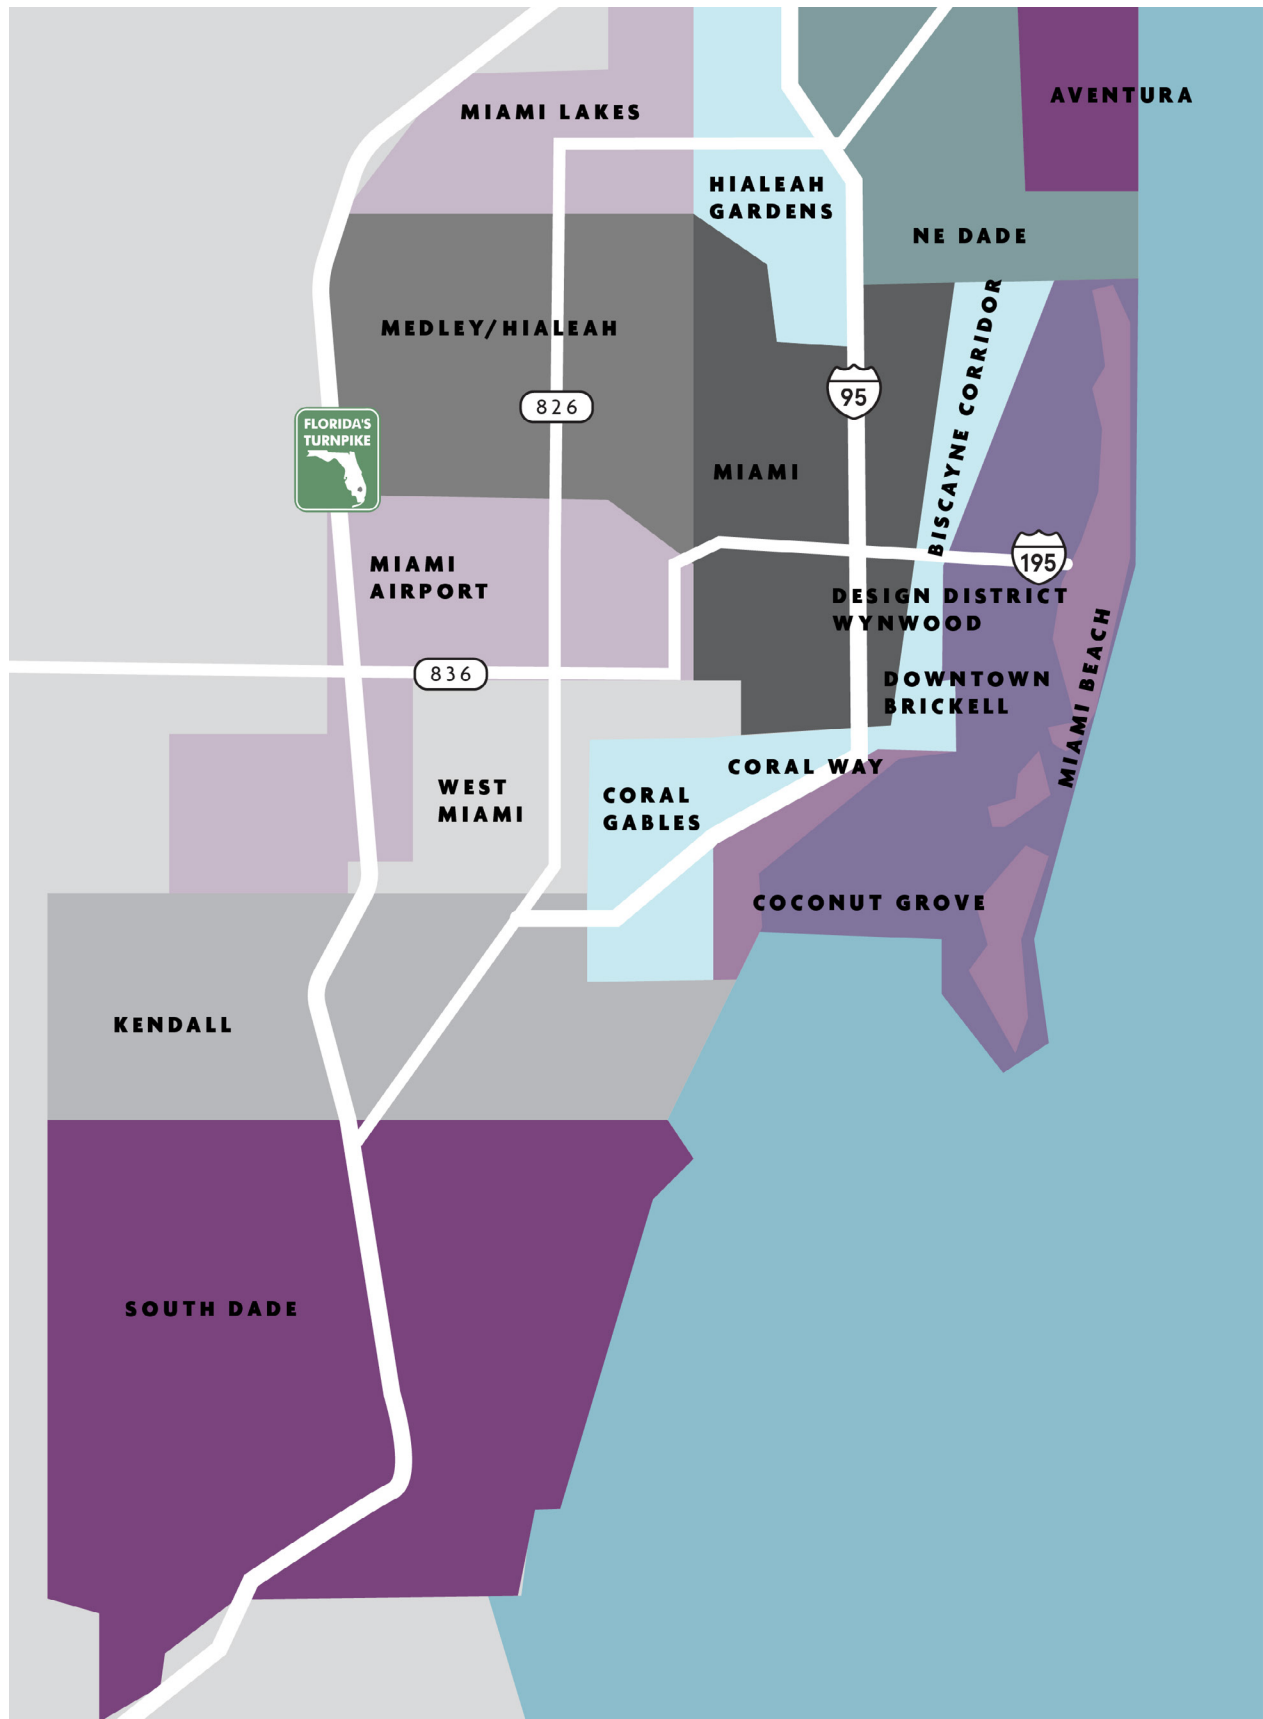 AVENTURA
MIAMI LAKES
HIALEAH
GARDENS
NE DADE
BISCAYNE CORRIDOR
MEDLEY/HIALEAH
95
826
FLORIDA'S
TURNPIKE
MIAMI
195
MIAMI
AIRPORT
DESIGN DISTRICT
WYNWOOD
MIAMI BEACH
836
DOWNTOWN
BRICKELL
CORAL WAY
WEST
MIAMI
CORAL
GABLES
COCONUT GROVE
KENDALL
SOUTH DADE